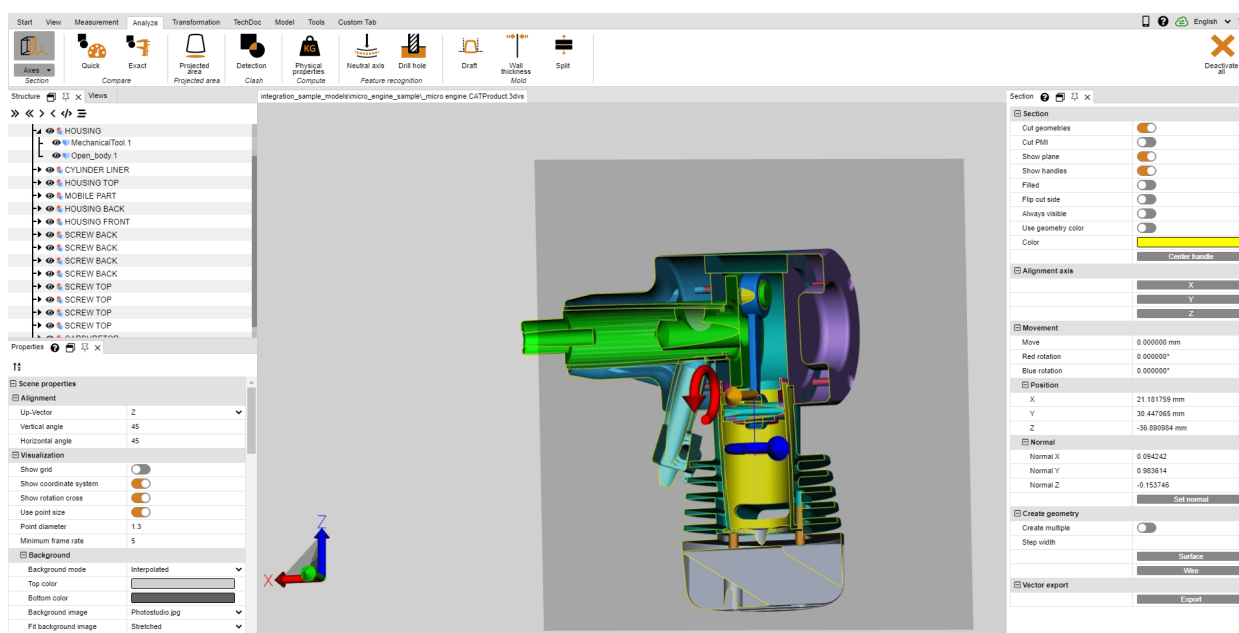 Start View Measurement Analyze Transformation TechDoc Model Tools Custom Tab English
Axes Quick Exact Projected area Detection KG Physical properties Neutral axis Drill hole Draft Wall thickness Split Deactivate all
Section Compare Projected area Clash Compute Feature recognition Mold
Structure Views
HOUSING
MechanicalTool.1
Open_body.1
CYLINDER LINER
HOUSING TOP
MOBILE PART
HOUSING BACK
HOUSING FRONT
SCREW BACK
SCREW BACK
SCREW BACK
SCREW BACK
SCREW TOP
SCREW TOP
SCREW TOP
SCREW TOP
CARBURETOR
Properties
Scene properties
Alignment
Up-Vector Z
Vertical angle 45
Horizontal angle 45
Visualization
Show grid
Show coordinate system
Show rotation cross
Use point size
Point diameter 1.3
Minimum frame rate 5
Background
Background mode Interpolated
Top color
Bottom color
Background image Photostudio.jpg
Fit background image Stretched
integration_sample_models\micro_engine_sample\_micro engine.CATProduct.3dvs
Z
X
Section
Section
Cut geometries
Cut PMI
Show plane
Show handles
Filled
Flip cut side
Always visible
Use geometry color
Color
Center handle
Alignment axis
X
Y
Z
Movement
Move 0.000000 mm
Red rotation 0.000000°
Blue rotation 0.000000°
Position
X 21.181759 mm
Y 30.447065 mm
Z -36.890984 mm
Normal
Normal X 0.094242
Normal Y 0.983614
Normal Z -0.153746
Set normal
Create geometry
Create multiple
Step width
Surface
Wire
Vector export
Export